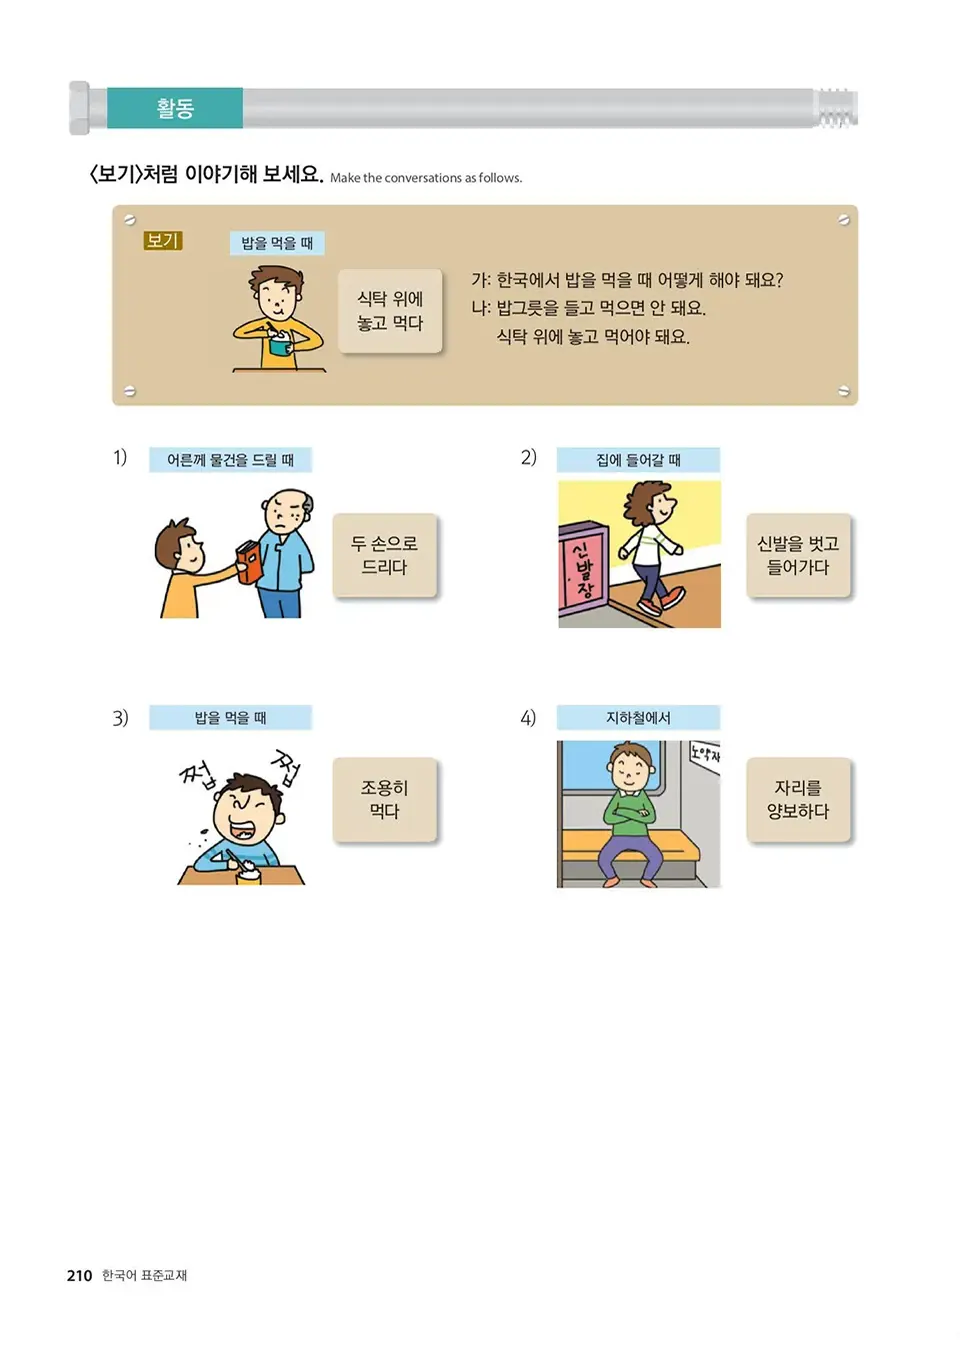 활동
〈보기〉처럼 이야기해 보세요. Make the conversations as follows.
보기
밥을 먹을 때
식탁 위에
놓고 먹다
가: 한국에서 밥을 먹을 때 어떻게 해야 돼요?
나: 밥그릇을 들고 먹으면 안 돼요.
식탁 위에 놓고 먹어야 돼요.
1)
어른께 물건을 드릴 때
두 손으로
드리다
2)
집에 들어갈 때
신발장
신발을 벗고
들어가다
3)
밥을 먹을 때
쩝 쩝
조용히
먹다
4)
지하철에서
노약자
자리를
양보하다
210 한국어 표준교재